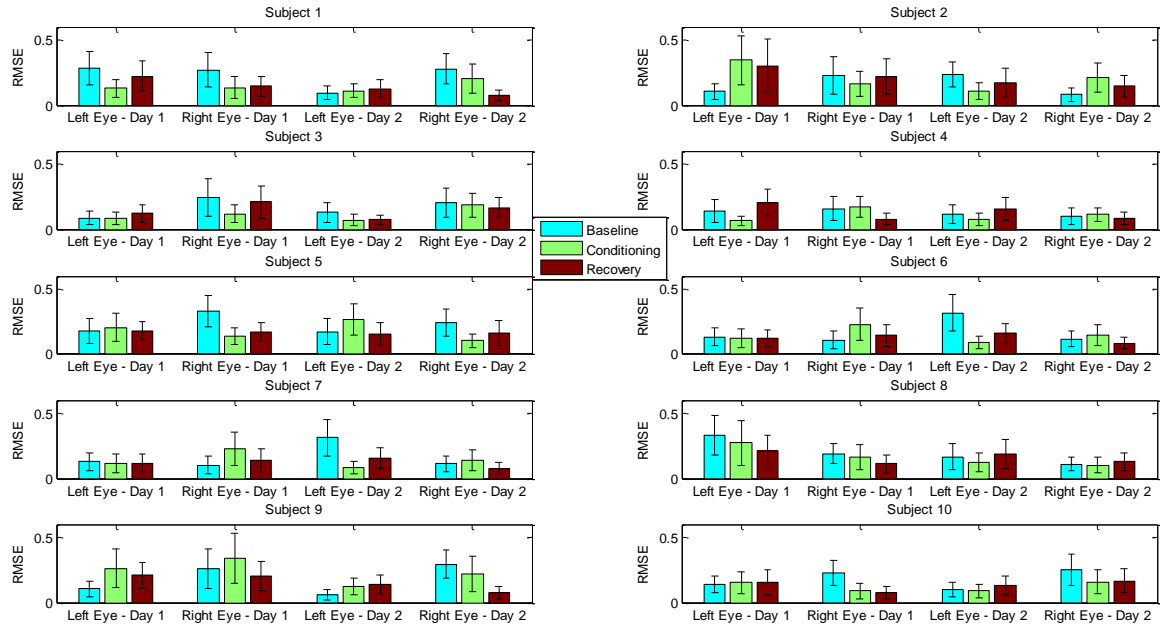 Subject 1
RMSE
0.5
0
Left Eye - Day 1
Right Eye - Day 1
Left Eye - Day 2
Right Eye - Day 2
Subject 2
RMSE
0.5
0
Left Eye - Day 1
Right Eye - Day 1
Left Eye - Day 2
Right Eye - Day 2
Subject 3
RMSE
0.5
0
Left Eye - Day 1
Right Eye - Day 1
Left Eye - Day 2
Right Eye - Day 2
Subject 4
RMSE
0.5
0
Left Eye - Day 1
Right Eye - Day 1
Left Eye - Day 2
Right Eye - Day 2
Baseline
Conditioning
Recovery
Subject 5
RMSE
0.5
0
Left Eye - Day 1
Right Eye - Day 1
Left Eye - Day 2
Right Eye - Day 2
Subject 6
RMSE
0.5
0
Left Eye - Day 1
Right Eye - Day 1
Left Eye - Day 2
Right Eye - Day 2
Subject 7
RMSE
0.5
0
Left Eye - Day 1
Right Eye - Day 1
Left Eye - Day 2
Right Eye - Day 2
Subject 8
RMSE
0.5
0
Left Eye - Day 1
Right Eye - Day 1
Left Eye - Day 2
Right Eye - Day 2
Subject 9
RMSE
0.5
0
Left Eye - Day 1
Right Eye - Day 1
Left Eye - Day 2
Right Eye - Day 2
Subject 10
RMSE
0.5
0
Left Eye - Day 1
Right Eye - Day 1
Left Eye - Day 2
Right Eye - Day 2